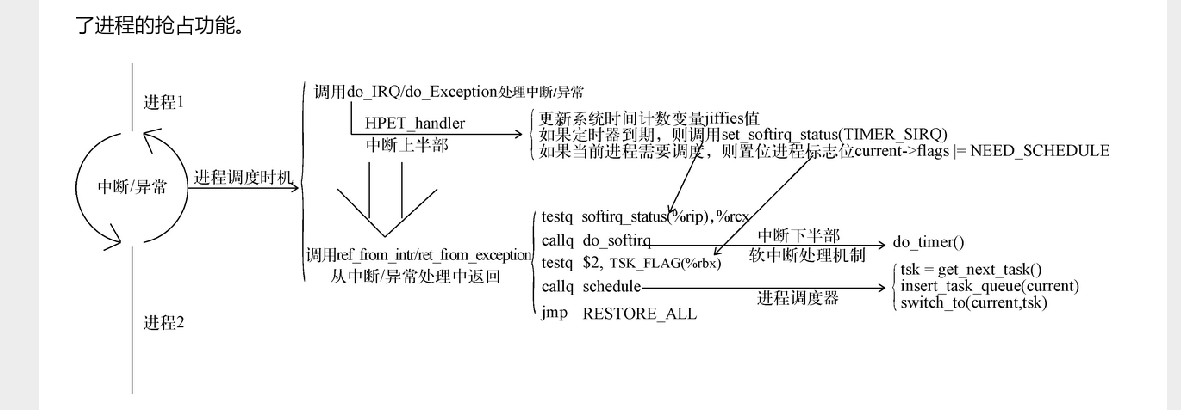 了进程的抢占功能。
进程1
中断/异常
进程2
进程调度时机
调用do_IRQ/do_Exception处理中断/异常
HPET_handler
中断上半部
更新系统时间计数变量jiffies值
如果定时器到期，则调用set_softirq_status(TIMER_SIRQ)
如果当前进程需要调度，则置位进程标志位current->flags |= NEED_SCHEDULE
调用ref_from_intr/ret_from_exception
从中断/异常处理中返回
testq softirq_status(%rip), %rcx
callq do_softirq
testq $2, TSK_FLAG(%rbx)
callq schedule
jmp RESTORE_ALL
中断下半部
软中断处理机制
do_timer()
进程调度器
tsk = get_next_task()
insert_task_queue(current)
switch_to(current,tsk)